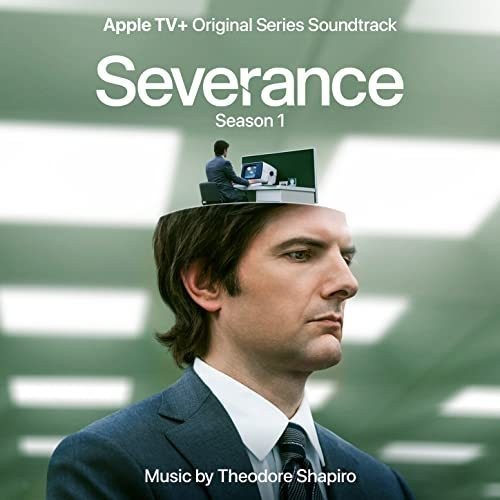 Apple TV+ Original Series Soundtrack
Severance
Season 1
Music by Theodore Shapiro